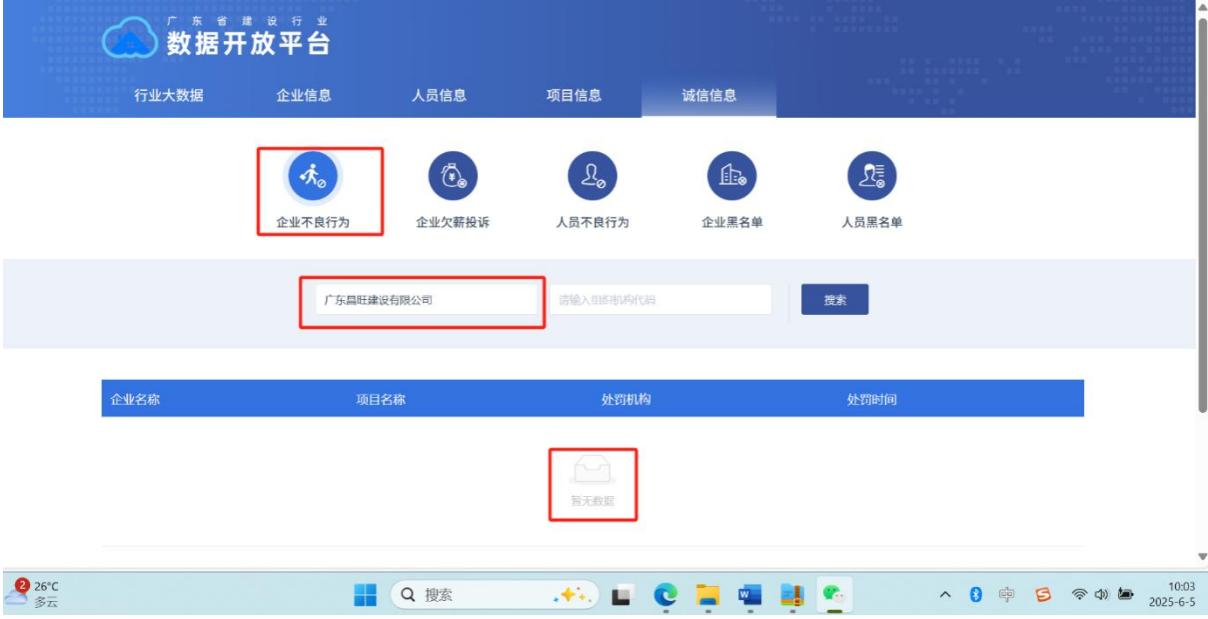 广东省建设行业
数据开放平台
行业大数据 企业信息 人员信息 项目信息 诚信信息
企业不良行为 企业欠薪投诉 人员不良行为 企业黑名单 人员黑名单
广东昌旺建设有限公司 请输入组织机构代码 搜索
企业名称 项目名称 处罚机构 处罚时间
暂无数据
2 26°C
多云
搜索
中
10:03
2025-6-5